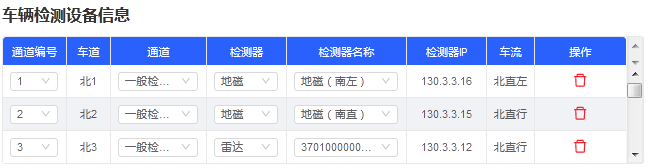 车辆检测设备信息
通道编号 车道 通道 检测器 检测器名称 检测器IP 车流 操作
1 北1 一般检... 地磁 地磁（南左） 130.3.3.16 北直左
2 北2 一般检... 地磁 地磁（南直） 130.3.3.15 北直行
3 北3 一般检... 雷达 3701000000... 130.3.3.12 北直行